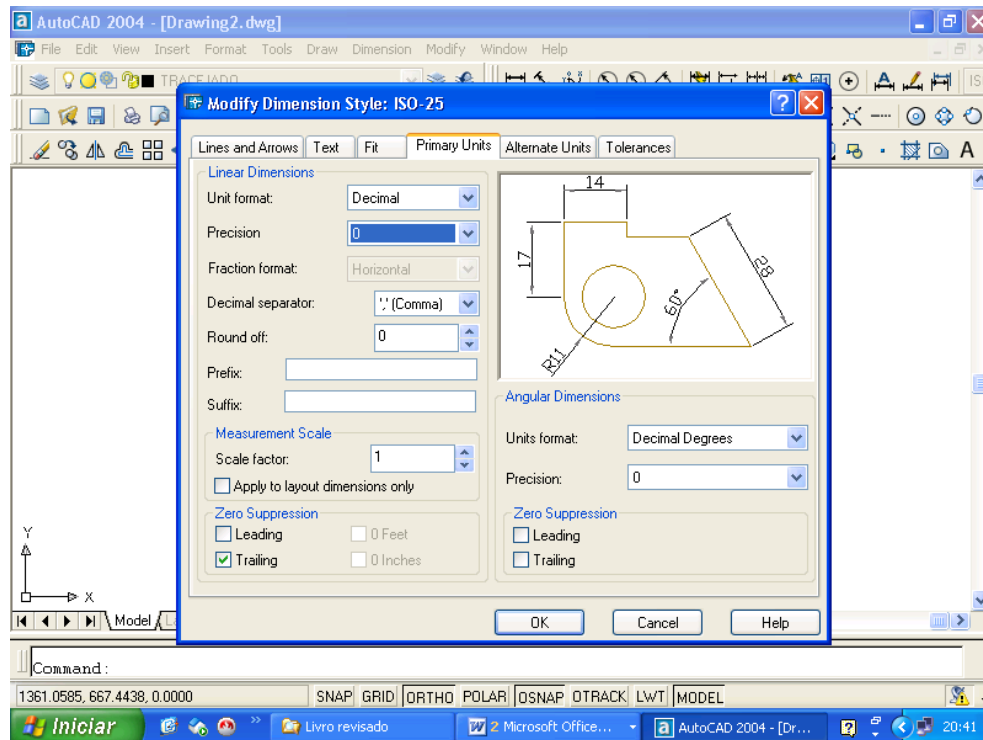 AutoCAD 2004 - [Drawing2.dwg]
File Edit View Insert Format Tools Draw Dimension Modify Window Help
TRACEJADO
IS
A
Modify Dimension Style: ISO-25
Lines and Arrows Text Fit Primary Units Alternate Units Tolerances
Linear Dimensions
Unit format: Decimal
Precision 0
Fraction format: Horizontal
Decimal separator: ',' (Comma)
Round off: 0
Prefix:
Suffix:
Measurement Scale
Scale factor: 1
Apply to layout dimensions only
Zero Suppression
Leading 0 Feet
Trailing 0 Inches
14
17
28
60°
R11
Angular Dimensions
Units format: Decimal Degrees
Precision: 0
Zero Suppression
Leading
Trailing
OK Cancel Help
Y
X
Model
Command:
1361.0585, 667.4438, 0.0000 SNAP GRID ORTHO POLAR OSNAP OTRACK LWT MODEL
Iniciar Livro revisado 2 Microsoft Office... AutoCAD 2004 - [Dr... 20:41